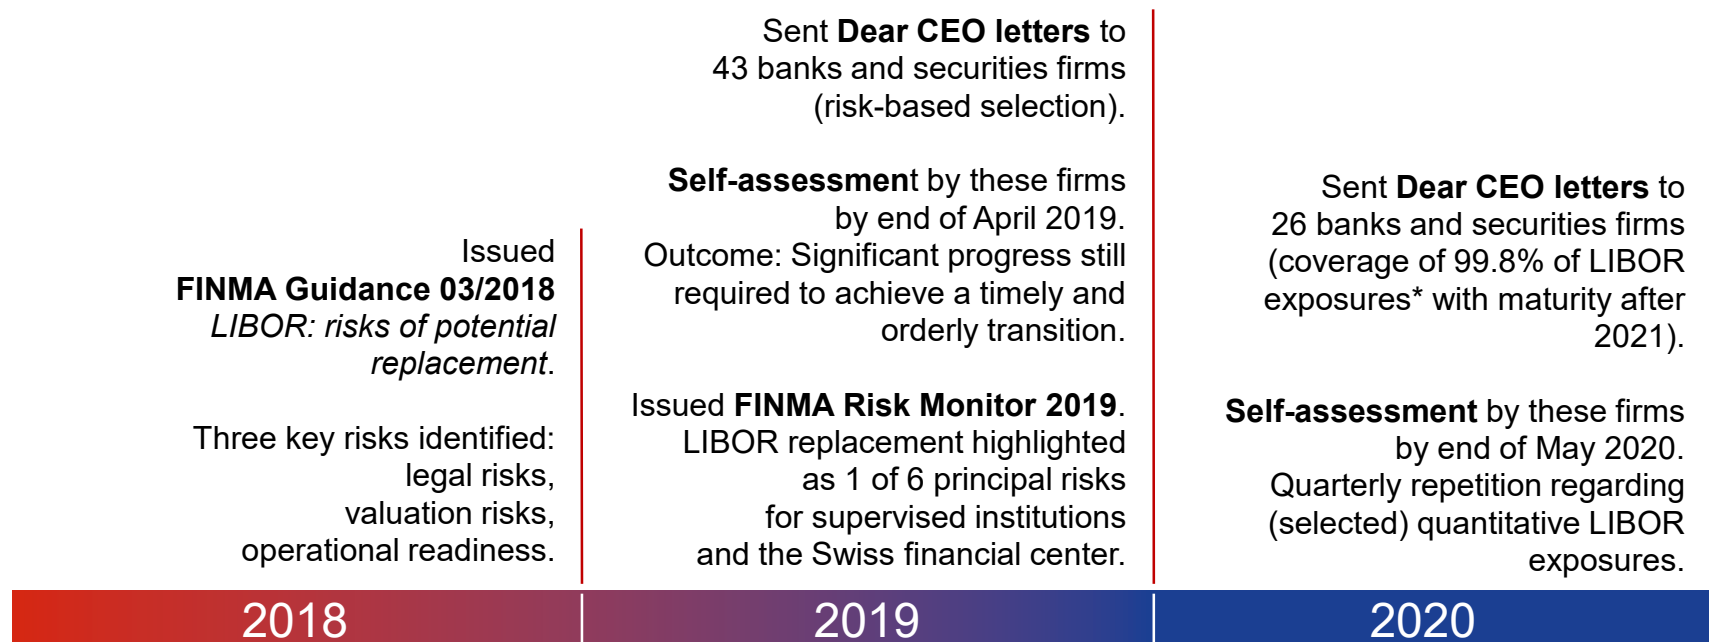 Issued
FINMA Guidance 03/2018
LIBOR: risks of potential
replacement.
Three key risks identified:
legal risks,
valuation risks,
operational readiness.
2018
Sent Dear CEO letters to
43 banks and securities firms
(risk-based selection).
Self-assessment by these firms
by end of April 2019.
Outcome: Significant progress still
required to achieve a timely and
orderly transition.
Issued FINMA Risk Monitor 2019.
LIBOR replacement highlighted
as 1 of 6 principal risks
for supervised institutions
and the Swiss financial center.
2019
Sent Dear CEO letters to
26 banks and securities firms
(coverage of 99.8% of LIBOR
exposures* with maturity after
2021).
Self-assessment by these firms
by end of May 2020.
Quarterly repetition regarding
(selected) quantitative LIBOR
exposures.
2020